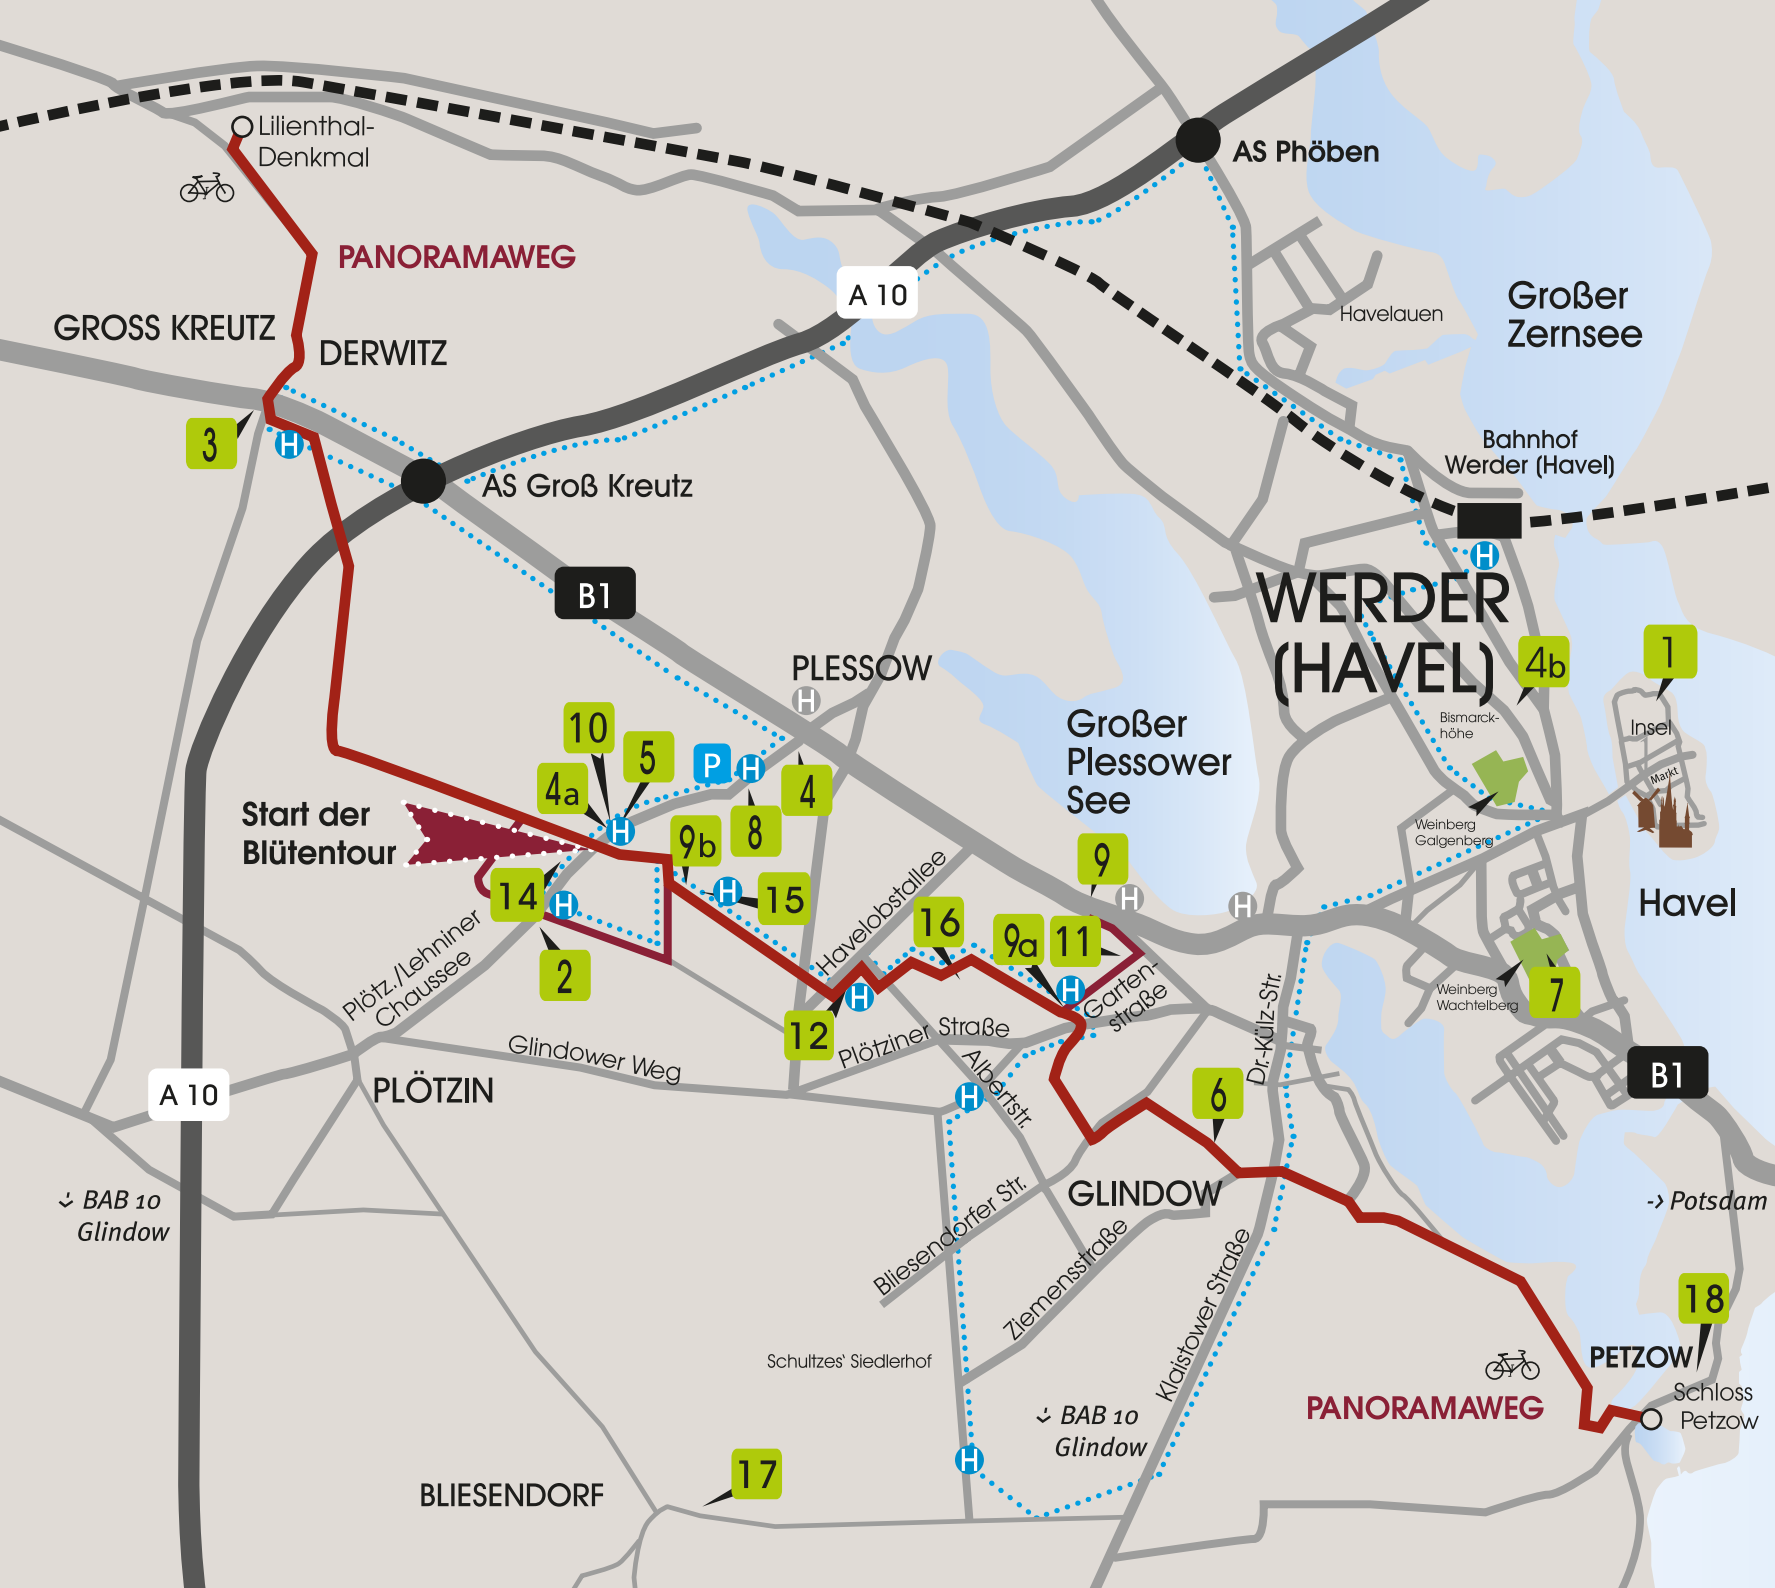 Lilienthal-
Denkmal
AS Phöben
PANORAMAWEG
A 10
Großer
Zernsee
Havelauen
GROSS KREUTZ
DERWITZ
3
H
AS Groß Kreutz
Bahnhof
Werder (Havel)
H
B1
WERDER
(HAVEL)
4b
1
PLESSOW
H
Großer
Plessower
See
Bismarck-
höhe
Insel
Markt
10
5
P
H
4a
4
8
H
Start der
Blütentour
9b
9
Weinberg
Galgenberg
14
H
H
15
Havelobstallee
16
9a
11
H
H
Havel
2
Plötz./Lehniner
Chaussee
12
H
H
Garten-
straße
Weinberg
Wachtelberg
7
Plötziner Straße
Glindower Weg
Albertstr.
Dr.-Külz-Str.
B1
A 10
PLÖTZIN
H
6
BAB 10
Glindow
GLINDOW
Bliesendorfer Str.
Ziemensstraße
Klaistower Straße
-> Potsdam
18
Schultzes' Siedlerhof
PETZOW
Schloss
Petzow
PANORAMAWEG
BAB 10
Glindow
H
17
BLIESENDORF